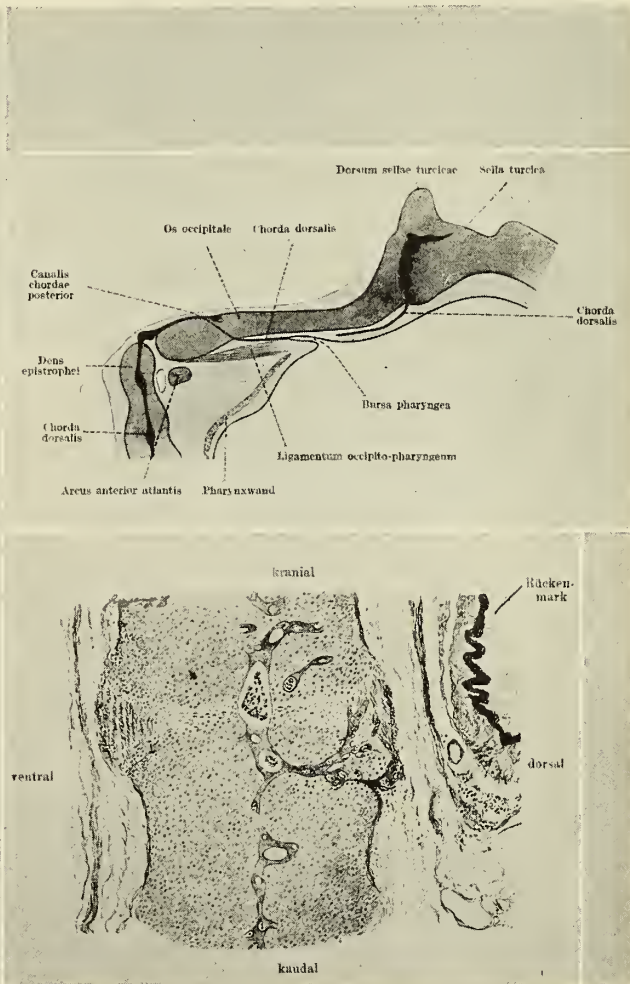 Dorsum sellae turcicae Sella turcica
Os occipitale Chorda dorsalis
Canalis
chordae
posterior
Chorda
dorsalis
Dens
epistrophei
Bursa pharyngea
Chorda
dorsalis
Ligamentum occipito-pharyngeum
Arcus anterior atlantis Pharynxwand
kranial
Rücken-
mark
ventral
dorsal
kaudal